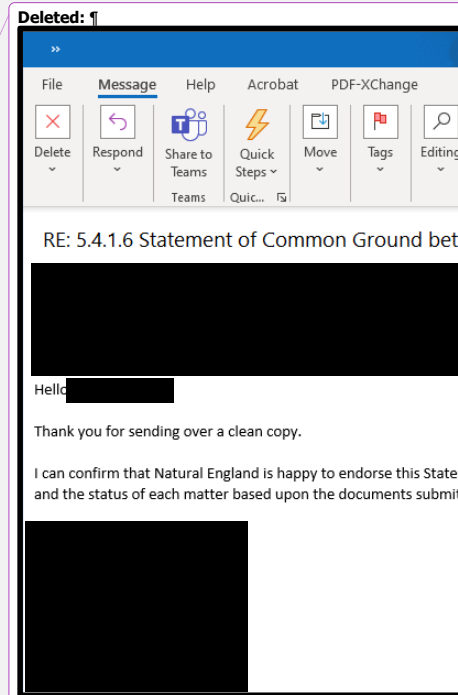 Deleted: ¶
»
File Message Help Acrobat PDF-XChange
Delete Respond Share to Teams Quick Steps Move Tags Editing
Teams Quic...
RE: 5.4.1.6 Statement of Common Ground bet
Hello
Thank you for sending over a clean copy.
I can confirm that Natural England is happy to endorse this State
and the status of each matter based upon the documents submit